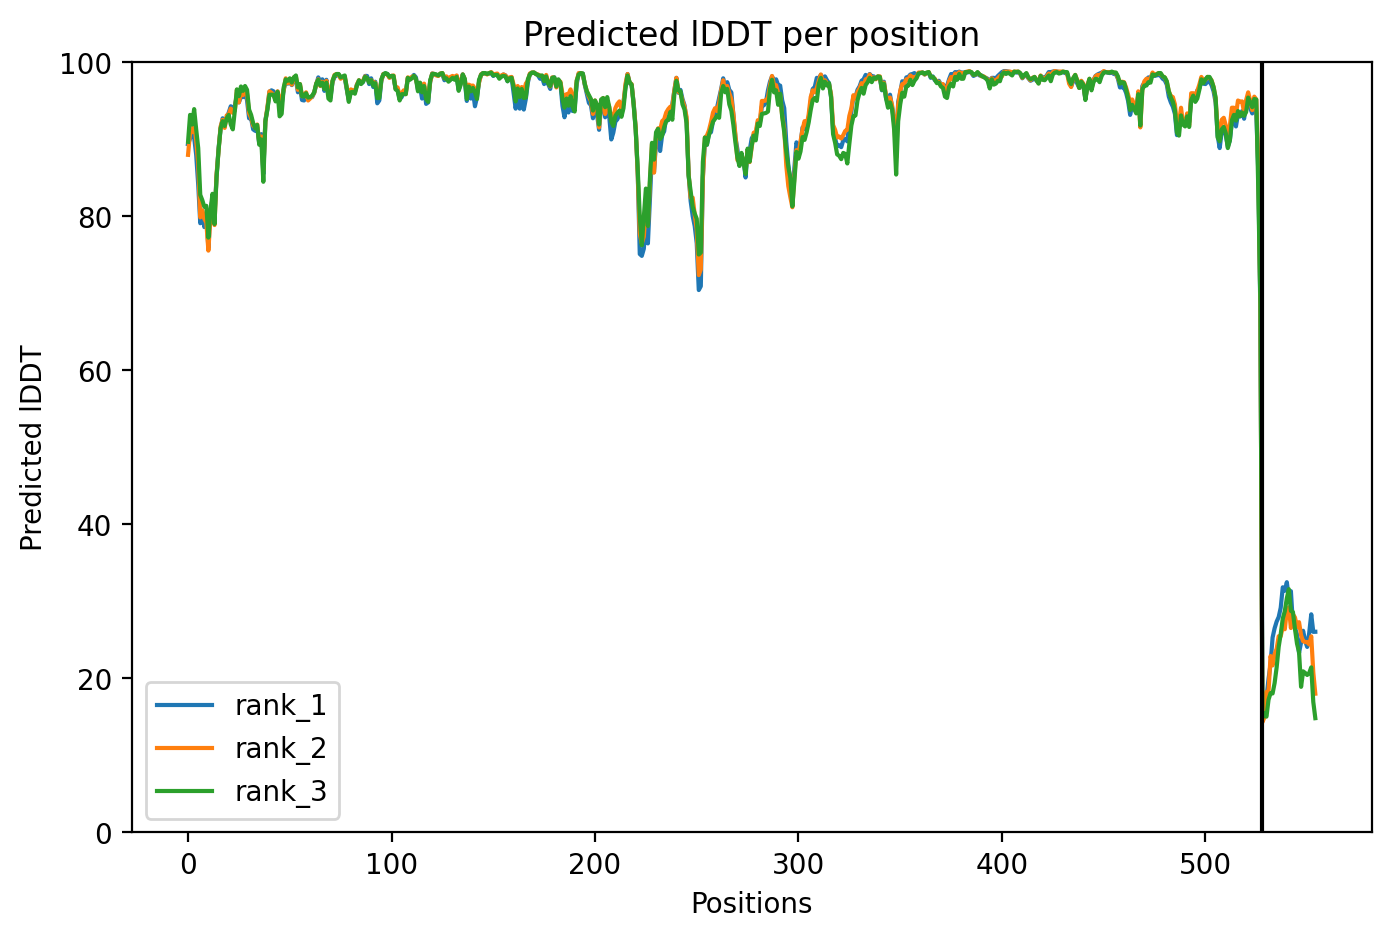 Predicted lDDT per position
100
80
60
40
20
0
Predicted lDDT
rank_1
rank_2
rank_3
0 100 200 300 400 500
Positions